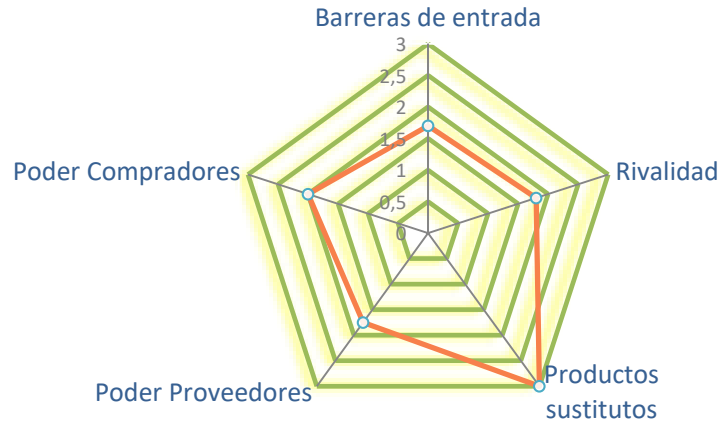 Barreras de entrada
3
2,5
2
1,5
1
0,5
0
Rivalidad
Productos
sustitutos
Poder Proveedores
Poder Compradores